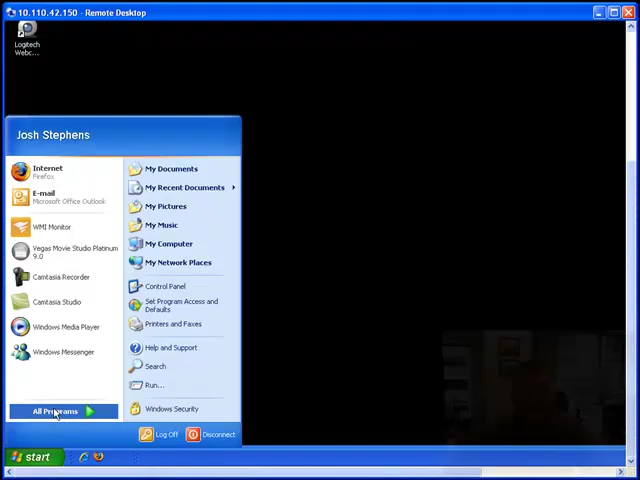 10.110.42.150 - Remote Desktop
Logitech
Webc...
Josh Stephens
Internet
Firefox
E-mail
Microsoft Office Outlook
WMI Monitor
Vegas Movie Studio Platinum
9.0
Camtasia Recorder
Camtasia Studio
Windows Media Player
Windows Messenger
All Programs
My Documents
My Recent Documents
My Pictures
My Music
My Computer
My Network Places
Control Panel
Set Program Access and
Defaults
Printers and Faxes
Help and Support
Search
Run...
Windows Security
Log Off
Disconnect
start